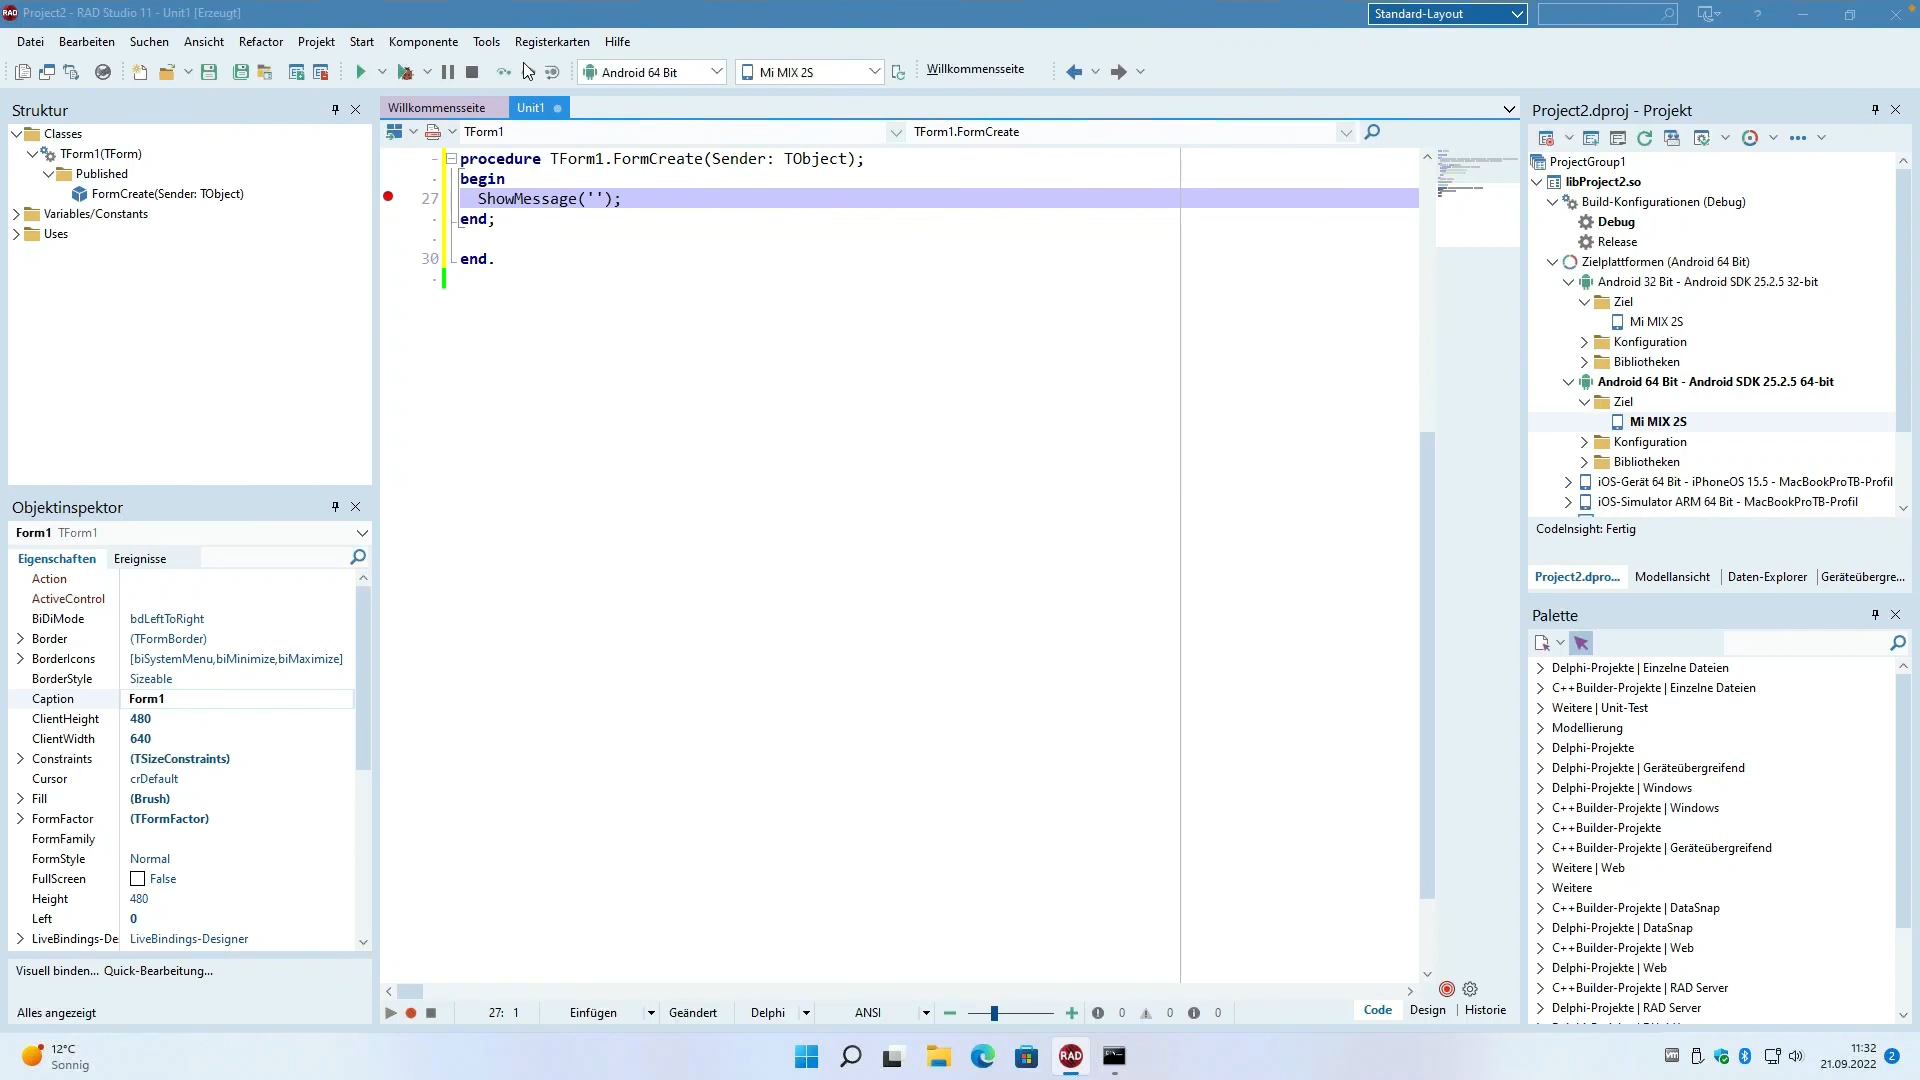 Project2 - RAD Studio 11 - Unit1 [Erzeugt]
Standard-Layout
Datei Bearbeiten Suchen Ansicht Refactor Projekt Start Komponente Tools Registerkarten Hilfe
Android 64 Bit
Mi MIX 2S
Willkommensseite
Struktur
Classes
TForm1(TForm)
Published
FormCreate(Sender: TObject)
Variables/Constants
Uses
Objektinspektor
Form1 TForm1
Eigenschaften Ereignisse
Action
ActiveControl
BiDiMode bdLeftToRight
Border (TFormBorder)
BorderIcons [biSystemMenu,biMinimize,biMaximize]
BorderStyle Sizeable
Caption Form1
ClientHeight 480
ClientWidth 640
Constraints (TSizeConstraints)
Cursor crDefault
Fill (Brush)
FormFactor (TFormFactor)
FormFamily
FormStyle Normal
FullScreen False
Height 480
Left 0
LiveBindings-De LiveBindings-Designer
Visuell binden... Quick-Bearbeitung...
Alles angezeigt
Willkommensseite Unit1
TForm1 TForm1.FormCreate
procedure TForm1.FormCreate(Sender: TObject);
begin
27 ShowMessage('');
end;
30 end.
27: 1 Einfügen Geändert Delphi ANSI 0 0 0
Code Design Historie
Project2.dproj - Projekt
ProjectGroup1
libProject2.so
Build-Konfigurationen (Debug)
Debug
Release
Zielplattformen (Android 64 Bit)
Android 32 Bit - Android SDK 25.2.5 32-bit
Ziel
Mi MIX 2S
Konfiguration
Bibliotheken
Android 64 Bit - Android SDK 25.2.5 64-bit
Ziel
Mi MIX 2S
Konfiguration
Bibliotheken
iOS-Gerät 64 Bit - iPhoneOS 15.5 - MacBookProTB-Profil
iOS-Simulator ARM 64 Bit - MacBookProTB-Profil
CodeInsight: Fertig
Project2.dpro... Modellansicht Daten-Explorer Geräteübergre...
Palette
Delphi-Projekte | Einzelne Dateien
C++Builder-Projekte | Einzelne Dateien
Weitere | Unit-Test
Modellierung
Delphi-Projekte
Delphi-Projekte | Geräteübergreifend
Delphi-Projekte | Windows
C++Builder-Projekte | Windows
C++Builder-Projekte
C++Builder-Projekte | Geräteübergreifend
Weitere | Web
Weitere
C++Builder-Projekte | DataSnap
Delphi-Projekte | DataSnap
C++Builder-Projekte | Web
Delphi-Projekte | Web
C++Builder-Projekte | RAD Server
Delphi-Projekte | RAD Server
12°C
Sonnig
RAD
11:32
21.09.2022
2